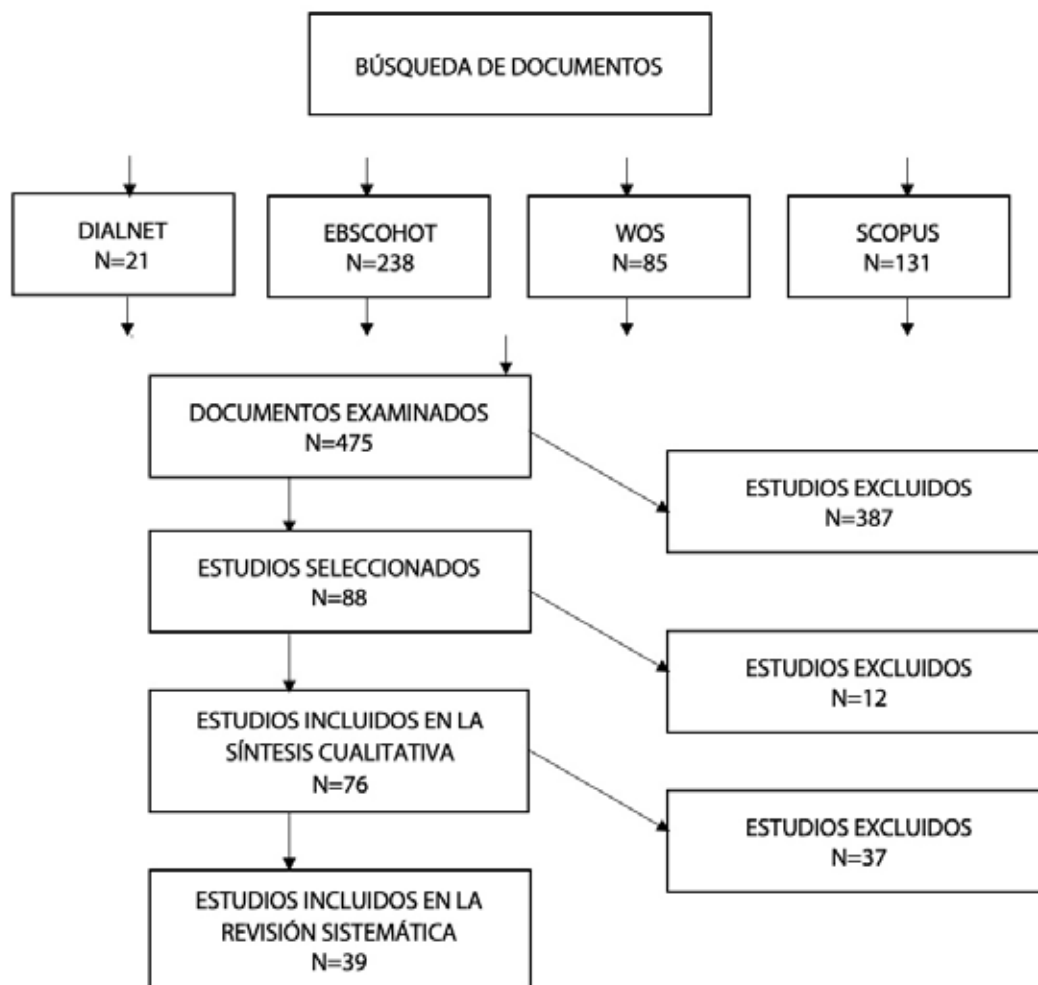 BÚSQUEDA DE DOCUMENTOS
DIALNET
N=21
EBSCOHOT
N=238
WOS
N=85
SCOPUS
N=131
DOCUMENTOS EXAMINADOS
N=475
ESTUDIOS EXCLUIDOS
N=387
ESTUDIOS SELECCIONADOS
N=88
ESTUDIOS EXCLUIDOS
N=12
ESTUDIOS INCLUIDOS EN LA
SÍNTESIS CUALITATIVA
N=76
ESTUDIOS EXCLUIDOS
N=37
ESTUDIOS INCLUIDOS EN LA
REVISIÓN SISTEMÁTICA
N=39